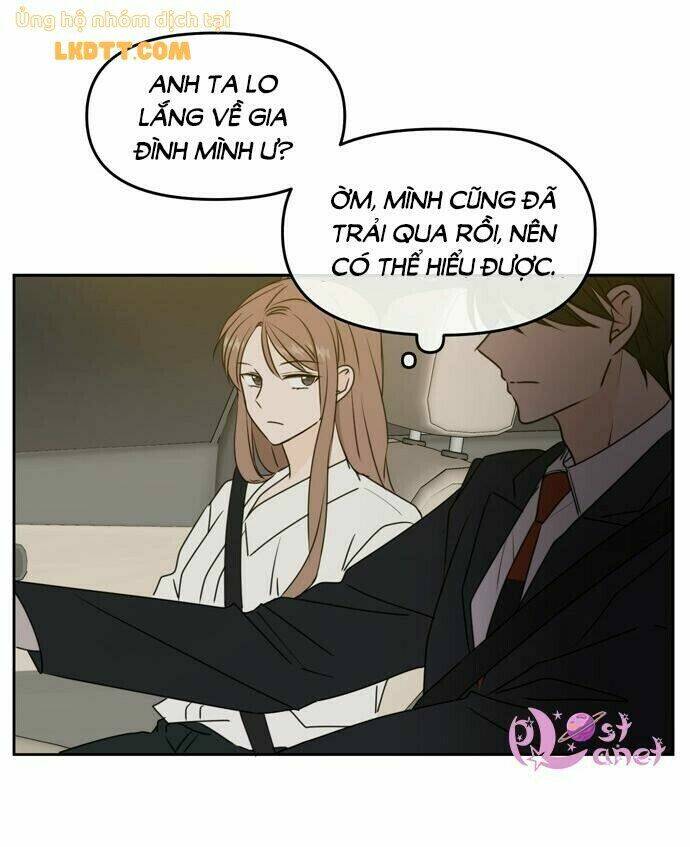 Ủng hộ nhóm dịch tại
LKDTT.COM
ANH TA LO
LẮNG VỀ GIA
ĐÌNH MÌNH Ư?
ỜM, MÌNH CŨNG ĐÃ
TRẢI QUA RỒI, NÊN
CÓ THỂ HIỂU ĐƯỢC.
Lost
Planet